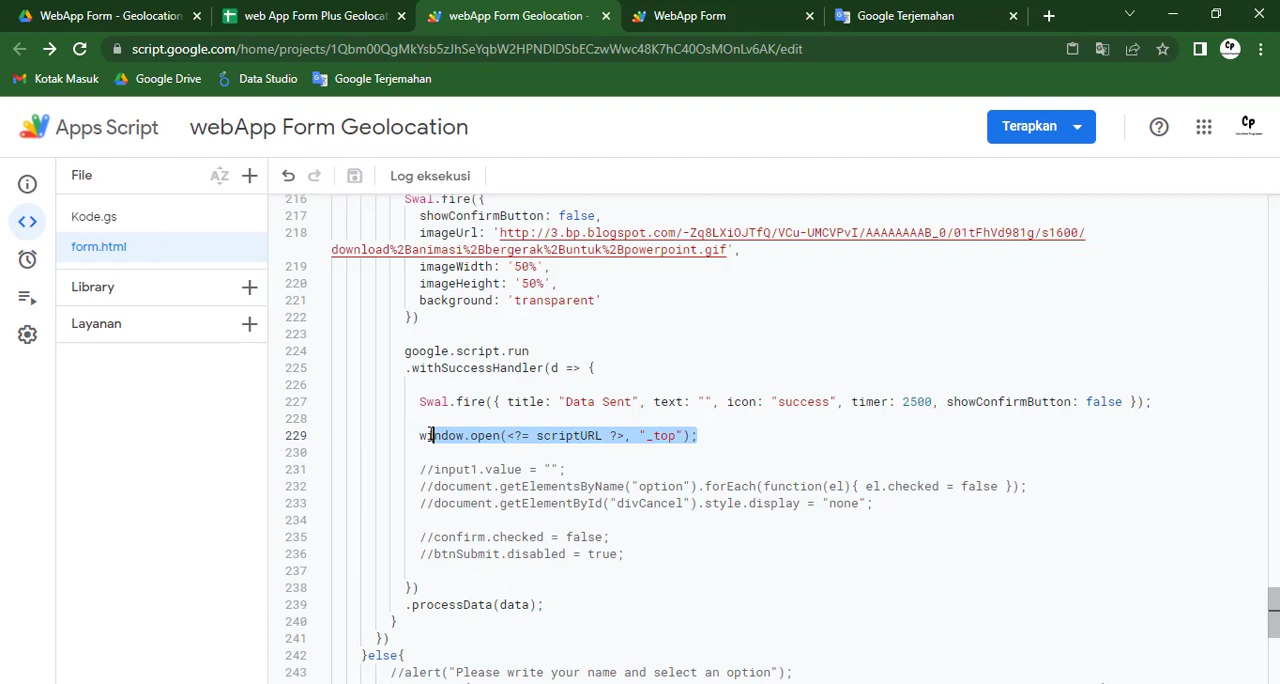 WebApp Form - Geolocation
web App Form Plus Geolocat
webApp Form Geolocation -
WebApp Form
Google Terjemahan
script.google.com/home/projects/1Qbm00QgMkYsb5zJhSeYqbW2HPNDIDSbECzwWwc48K7hC40OsMOnLv6AK/edit
Kotak Masuk
Google Drive
Data Studio
Google Terjemahan
Apps Script
webApp Form Geolocation
Terapkan
File
Log eksekusi
Kode.gs
form.html
Library
Layanan
216 Swal.fire({
217 showConfirmButton: false,
218 imageUrl: 'http://3.bp.blogspot.com/-Zq8LXiOJTfQ/VCu-UMCVPvI/AAAAAAAAB_0/01tFhVd981g/s1600/
download%2Banimasi%2Bbergerak%2Buntuk%2Bpowerpoint.gif',
219 imageWidth: '50%',
220 imageHeight: '50%',
221 background: 'transparent'
222 })
223
224 google.script.run
225 .withSuccessHandler(d => {
226
227 Swal.fire({ title: "Data Sent", text: "", icon: "success", timer: 2500, showConfirmButton: false });
228
229 window.open(<?= scriptURL ?>, "_top");
230
231 //input1.value = "";
232 //document.getElementsByName("option").forEach(function(el){ el.checked = false });
233 //document.getElementById("divCancel").style.display = "none";
234
235 //confirm.checked = false;
236 //btnSubmit.disabled = true;
237
238 })
239 .processData(data);
240 }
241 })
242 }else{
243 //alert("Please write your name and select an option");